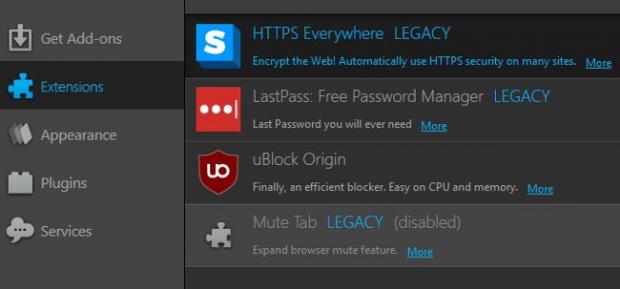 Get Add-ons
Extensions
Appearance
Plugins
Services
S
HTTPS Everywhere LEGACY
Encrypt the Web! Automatically use HTTPS security on many sites. More
LastPass: Free Password Manager LEGACY
Last Password you will ever need More
uo
uBlock Origin
Finally, an efficient blocker. Easy on CPU and memory. More
Mute Tab LEGACY (disabled)
Expand browser mute feature. More